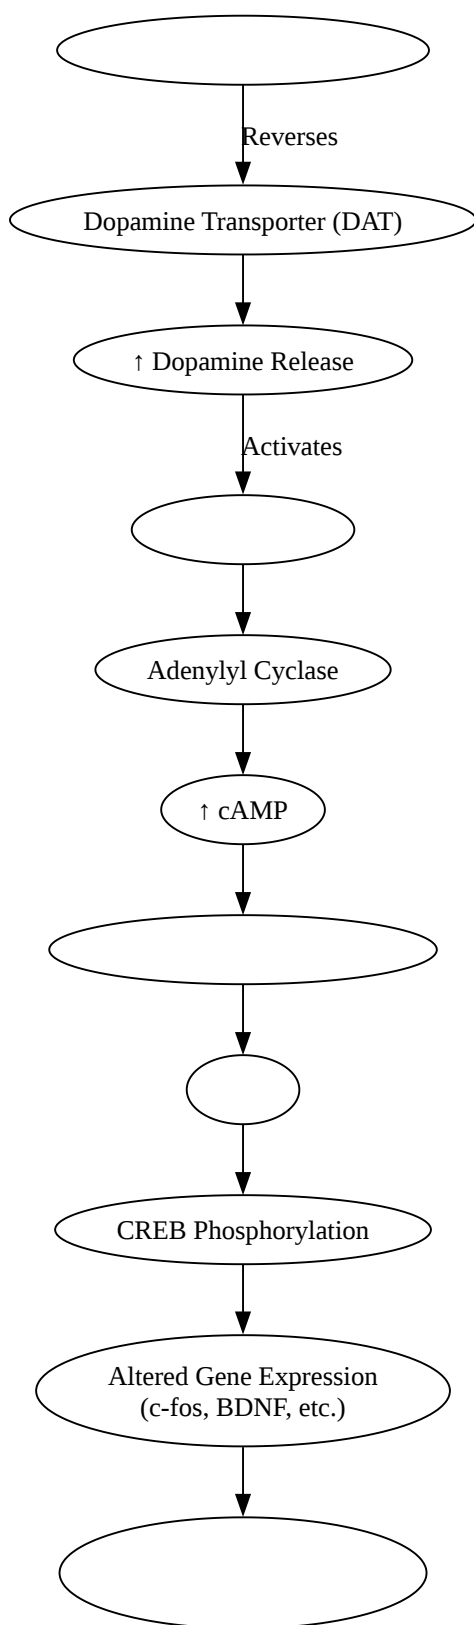 Reverses
Dopamine Transporter (DAT)
↑ Dopamine Release
Activates
Adenylyl Cyclase
↑ cAMP
CREB Phosphorylation
Altered Gene Expression
(c-fos, BDNF, etc.)